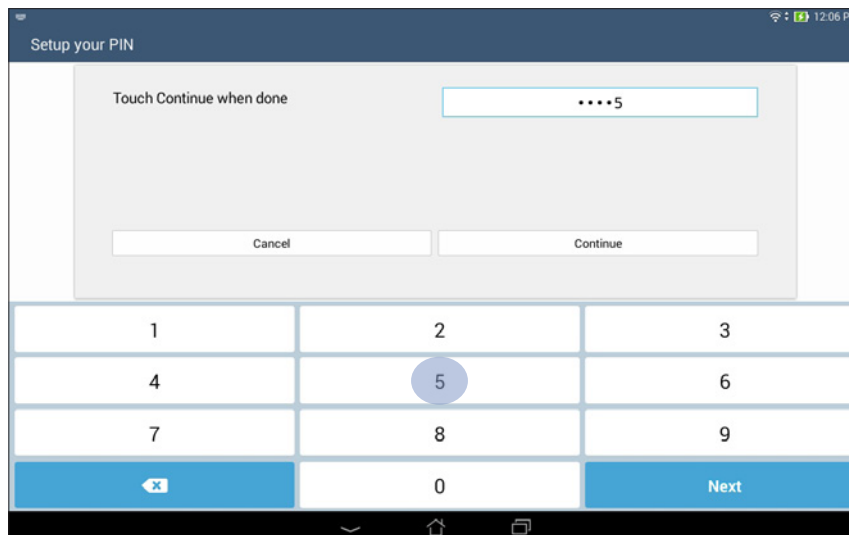 12:06 P
Setup your PIN
Touch Continue when done ••••5
Cancel Continue
1 2 3
4 5 6
7 8 9
0 Next